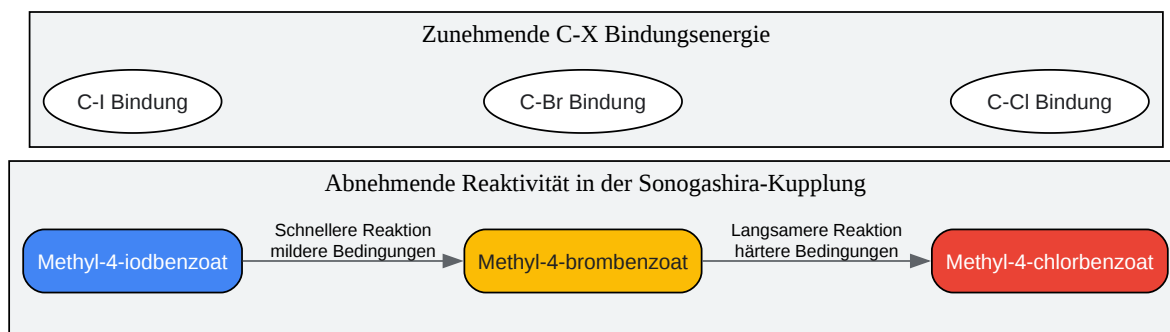 Zunehmende C-X Bindungsenergie
C-I Bindung
C-Br Bindung
C-Cl Bindung
Abnehmende Reaktivität in der Sonogashira-Kupplung
Methyl-4-iodbenzoat
Schnellere Reaktion
mildere Bedingungen
Methyl-4-brombenzoat
Langsamere Reaktion
härtere Bedingungen
Methyl-4-chlorbenzoat